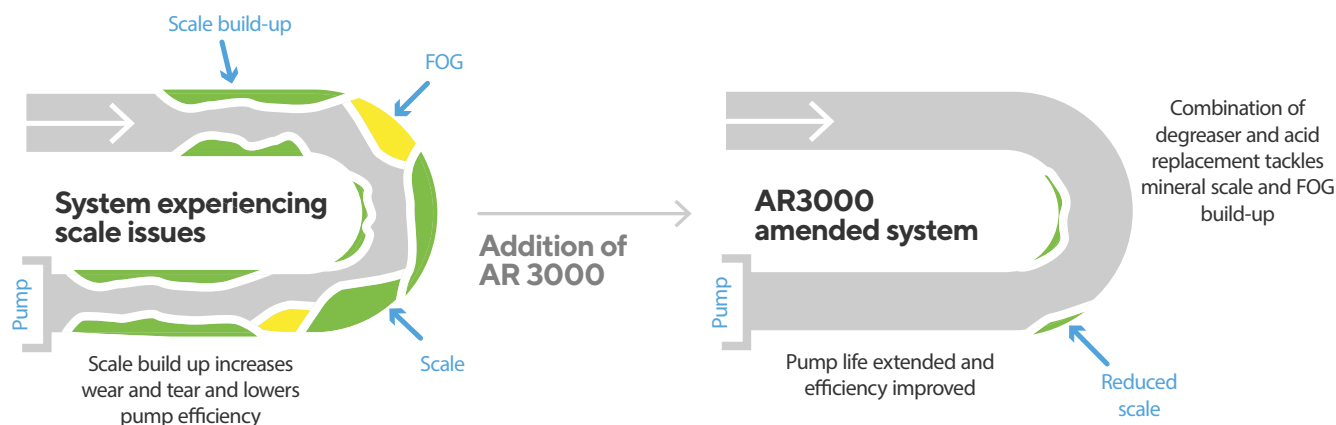 Scale build-up
FOG
System experiencing
scale issues
Pump
Scale build up increases
wear and tear and lowers
pump efficiency
Scale
Addition of
AR 3000
AR3000
amended system
Pump
Pump life extended and
efficiency improved
Reduced
scale
Combination of
degreaser and acid
replacement tackles
mineral scale and FOG
build-up